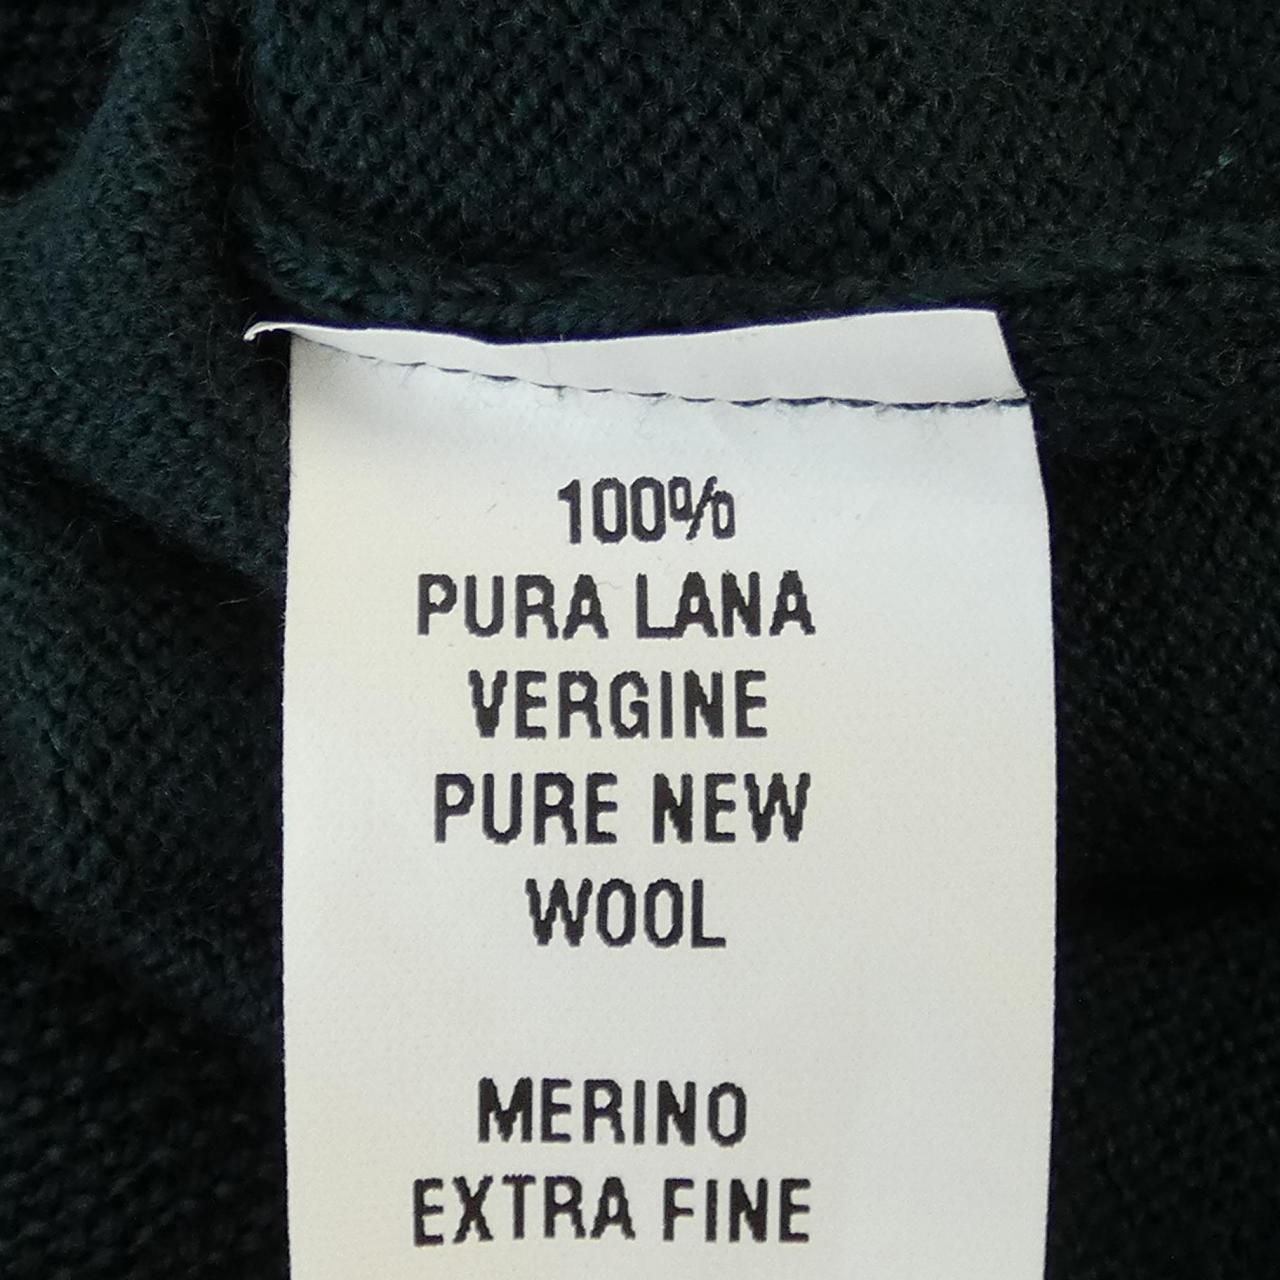 100%
PURA LANA
VERGINE
PURE NEW
WOOL
MERINO
EXTRA FINE